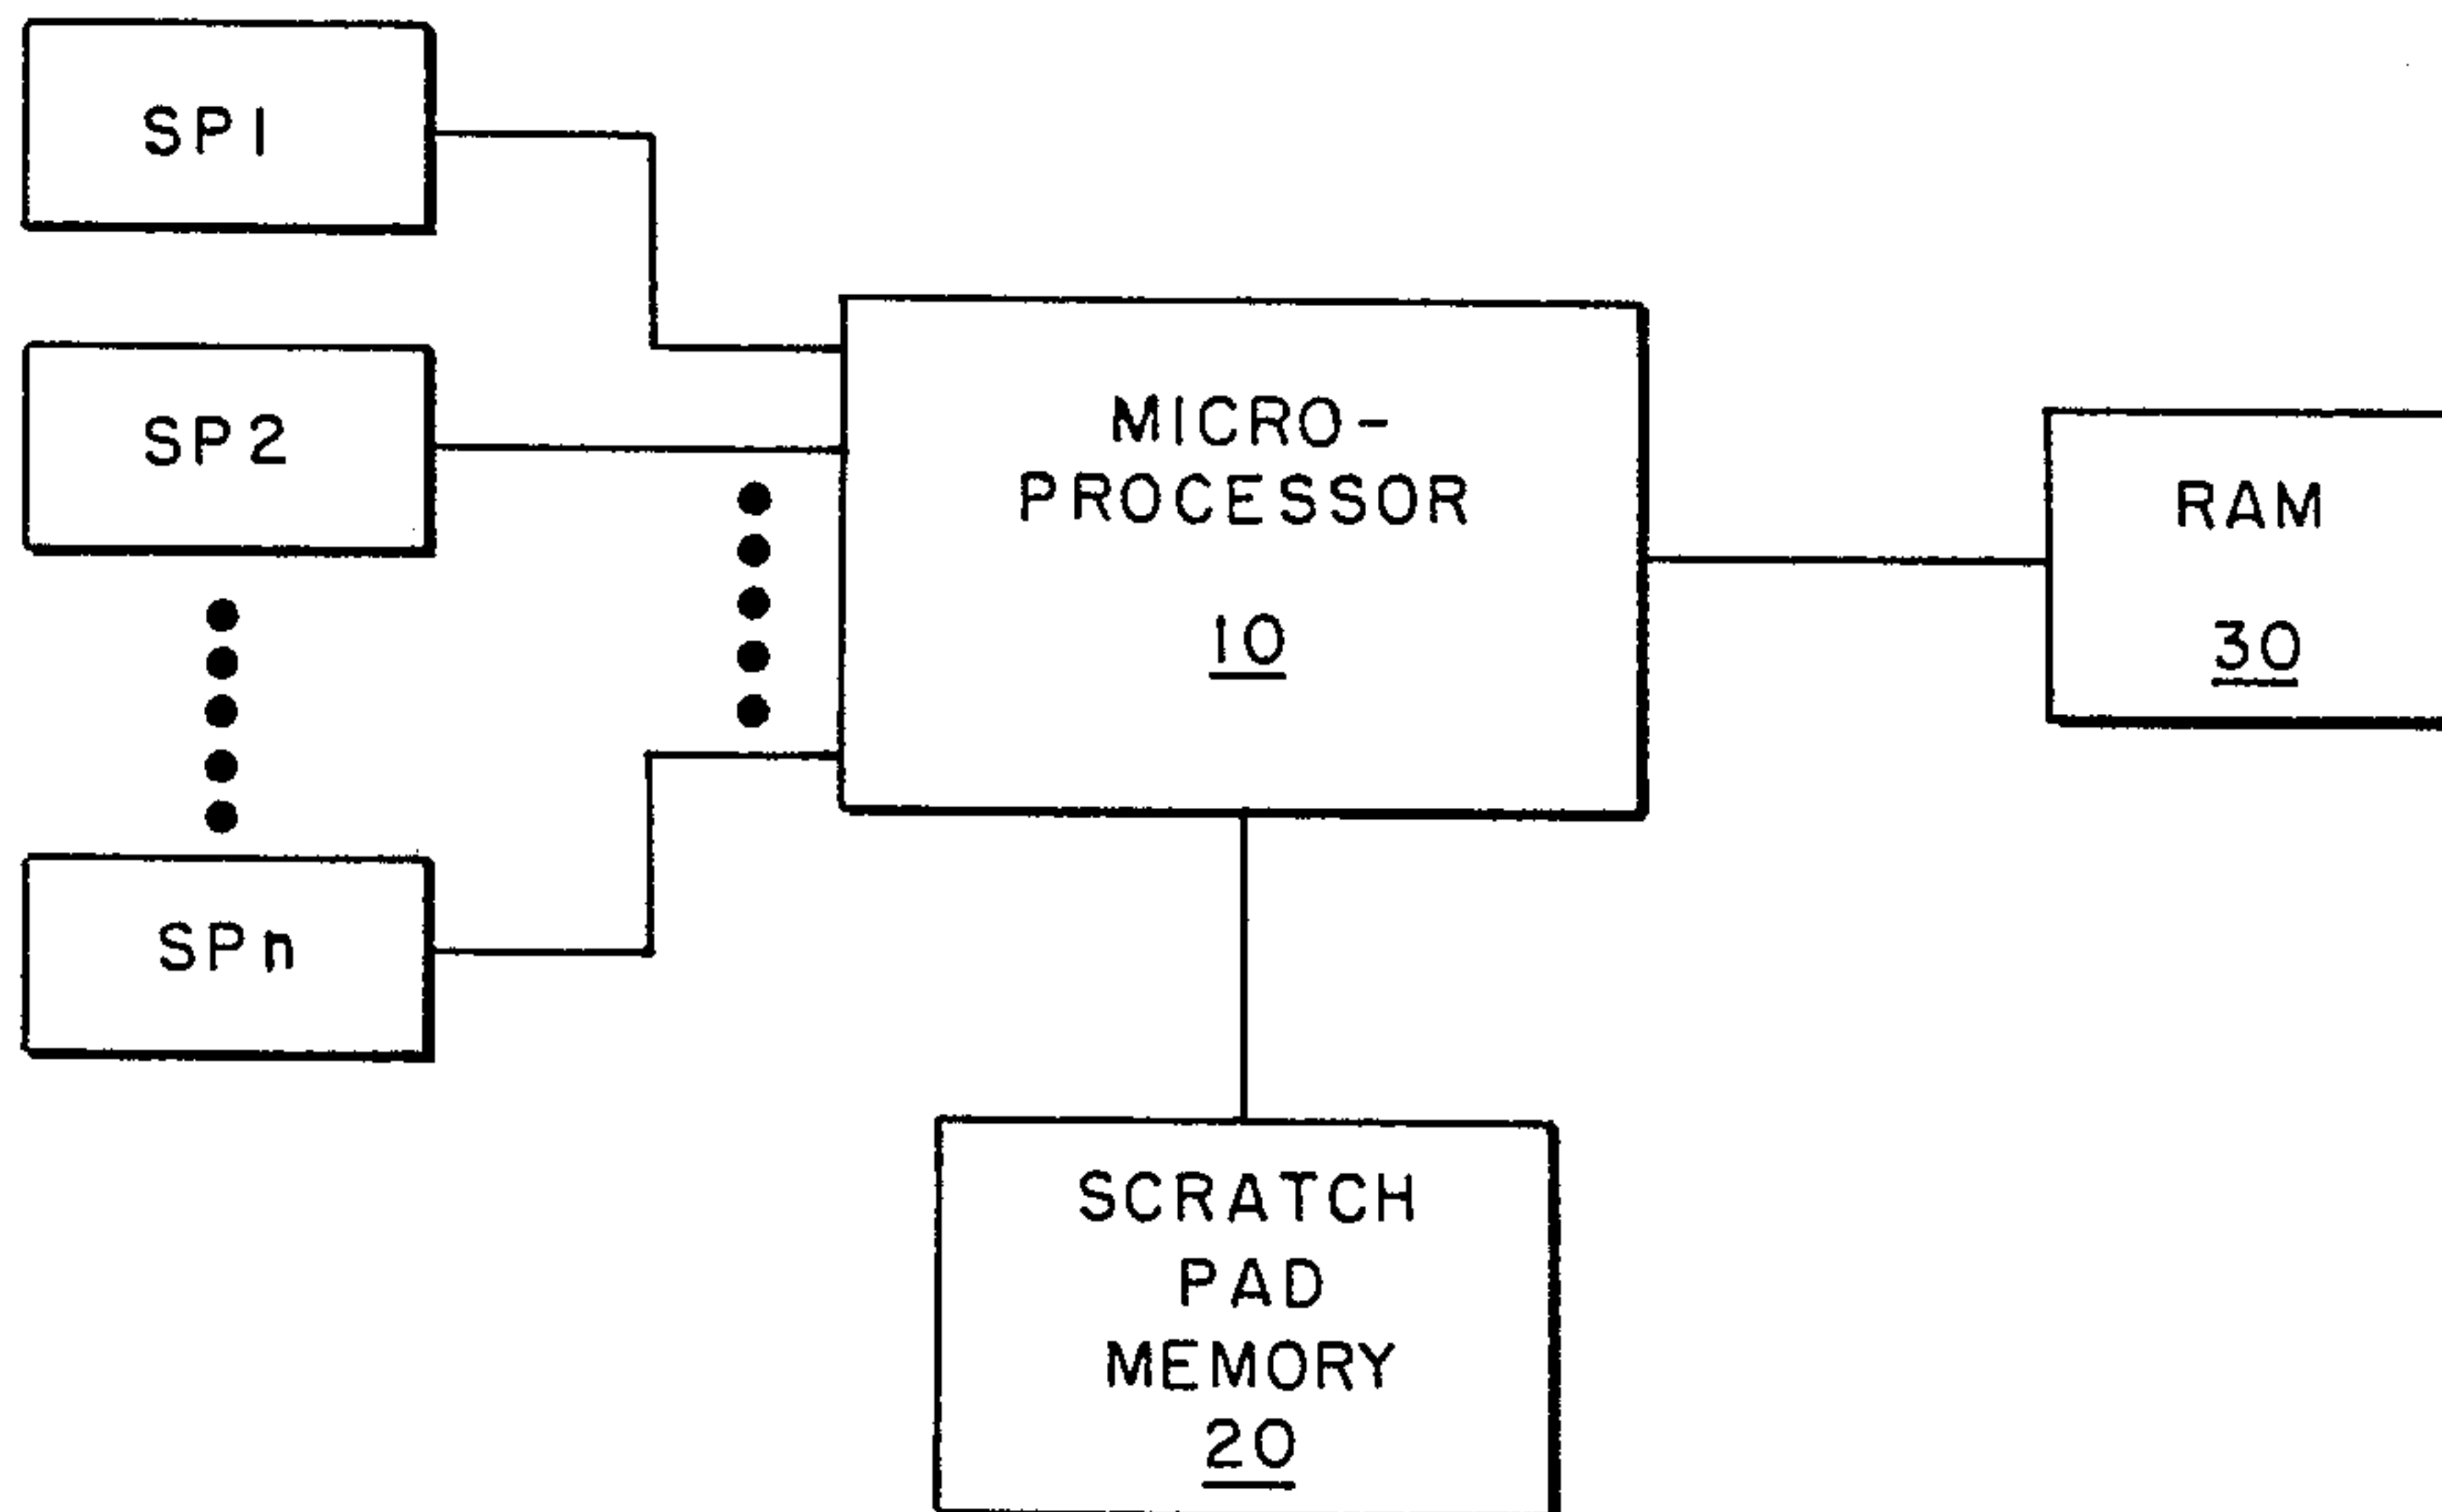 SP1
SP2
SPn
MICRO-
PROCESSOR
10
RAM
30
SCRATCH
PAD
MEMORY
20